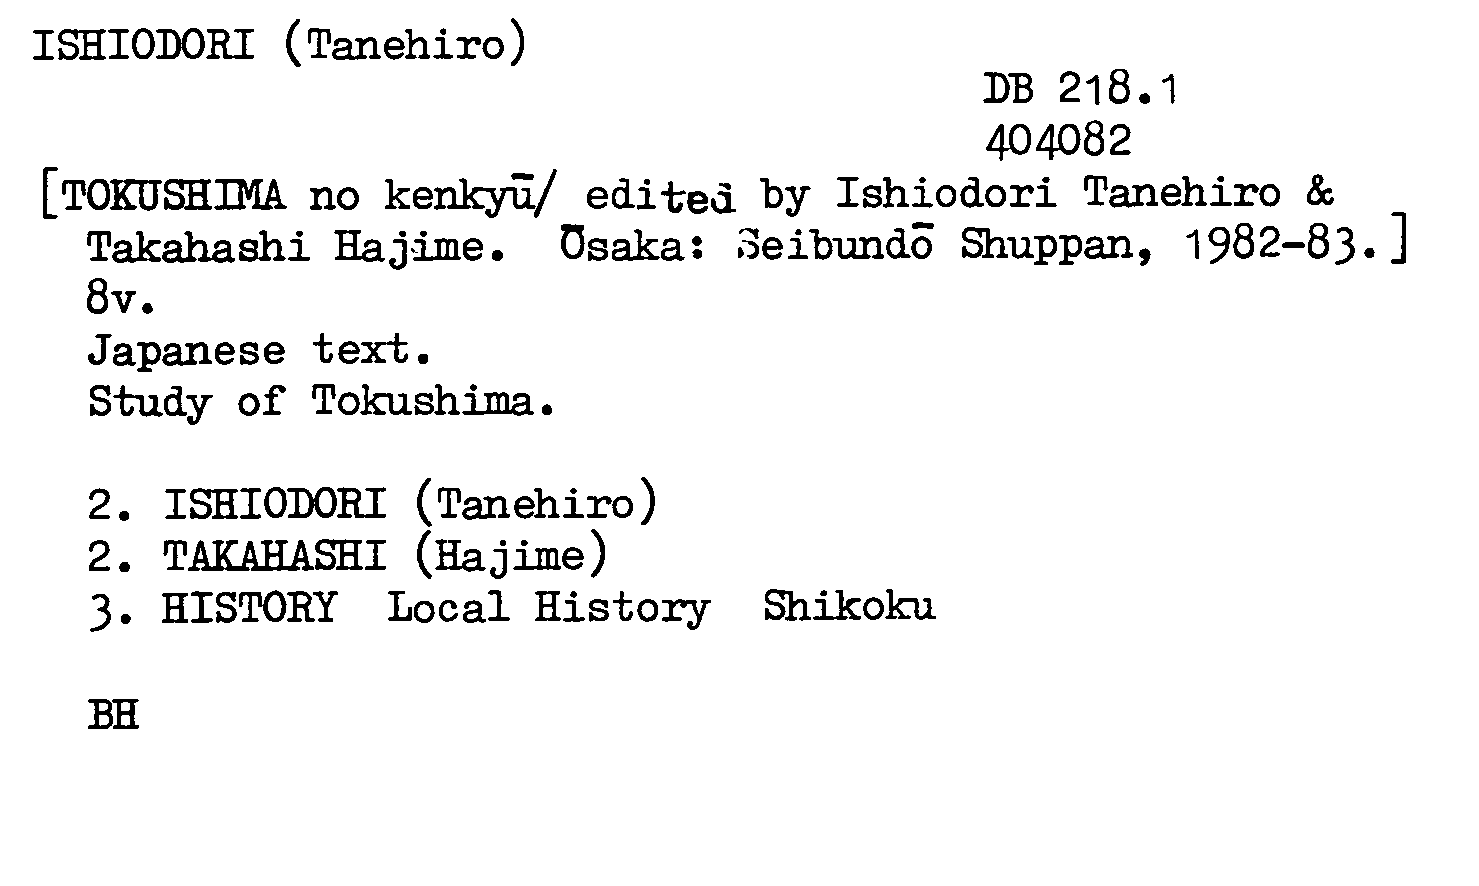 ISHIODORI (Tanehiro)
DB 218.1
404082
[TOKUSHIMA no kenkyū/ edited by Ishiodori Tanehiro &
Takahashi Hajime. Ōsaka: Seibundō Shuppan, 1982-83.]
8v.
Japanese text.
Study of Tokushima.
2. ISHIODORI (Tanehiro)
2. TAKAHASHI (Hajime)
3. HISTORY Local History Shikoku
BH